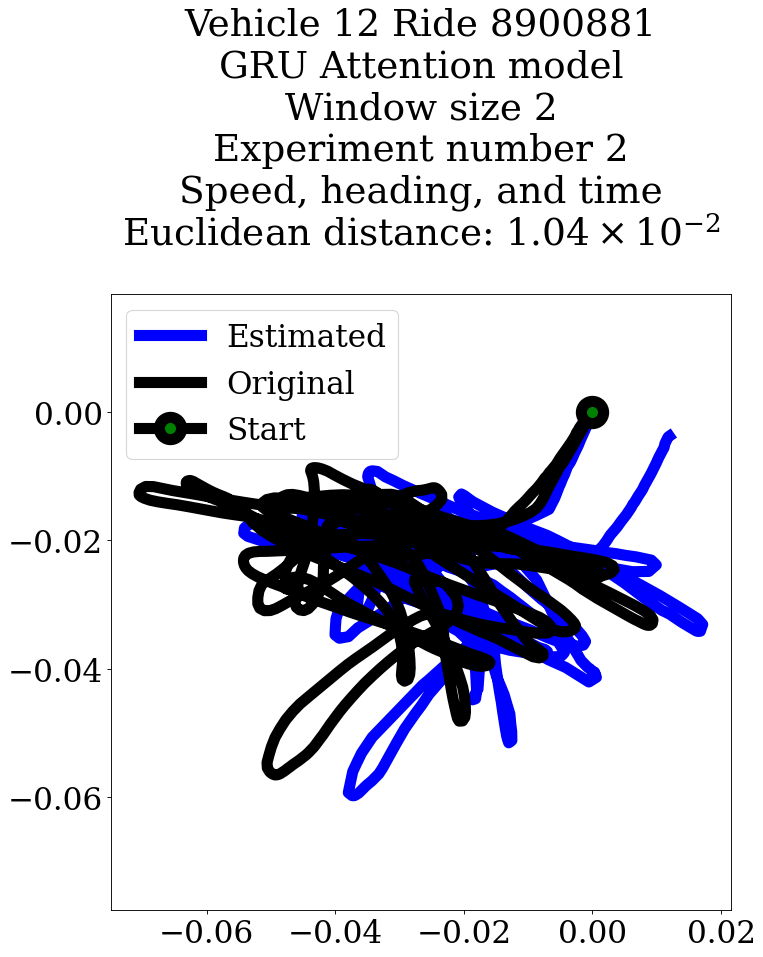 Vehicle 12 Ride 8900881
GRU Attention model
Window size 2
Experiment number 2
Speed, heading, and time
Euclidean distance: 1.04 × 10⁻²
Estimated
Original
Start
0.00
−0.02
−0.04
−0.06
−0.06 −0.04 −0.02 0.00 0.02